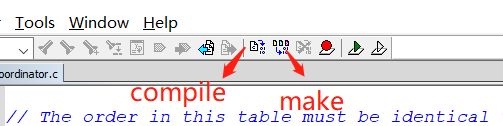 Tools Window Help
oordinator.c
compile
make
// The order in this table must be identical